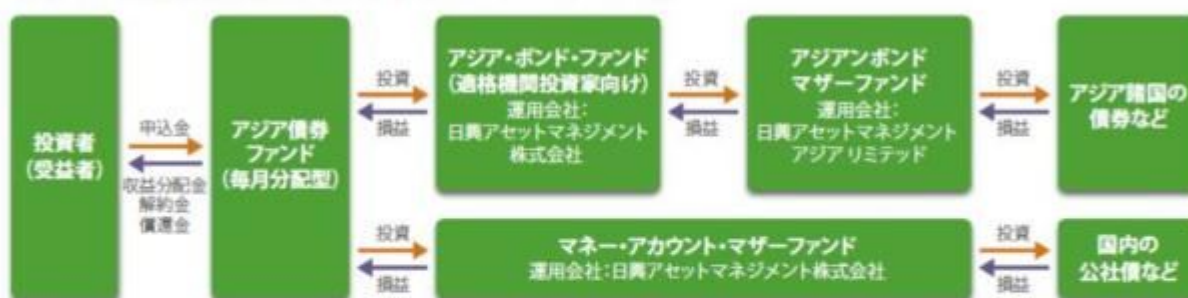 投資者
(受益者)
申込金
収益分配金
解約金
償還金
アジア債券
ファンド
(毎月分配型)
投資
損益
アジア・ボンド・ファンド
(適格機関投資家向け)
運用会社:
日興アセットマネジメント
株式会社
投資
損益
アジアンボンド
マザーファンド
運用会社:
日興アセットマネジメント
アジア リミテッド
投資
損益
アジア諸国の
債券など
投資
損益
マネー・アカウント・マザーファンド
運用会社:日興アセットマネジメント株式会社
投資
損益
国内の
公社債など